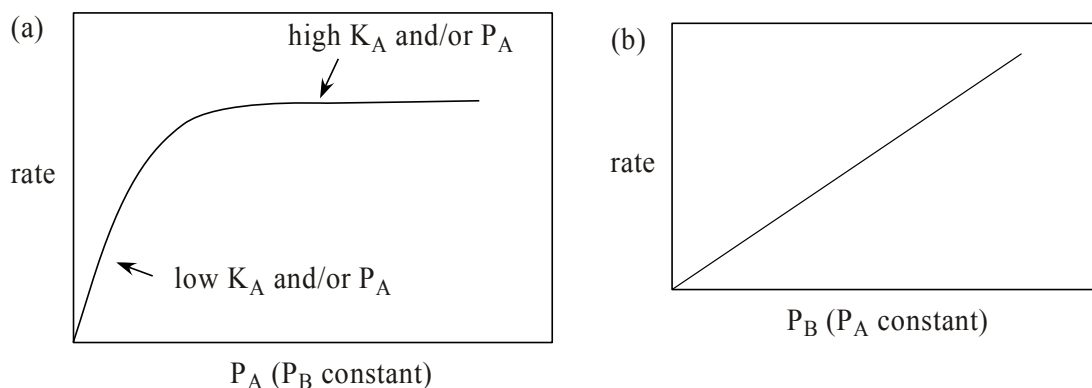 (a)
high K_A and/or P_A
rate
low K_A and/or P_A
P_A (P_B constant)
(b)
rate
P_B (P_A constant)